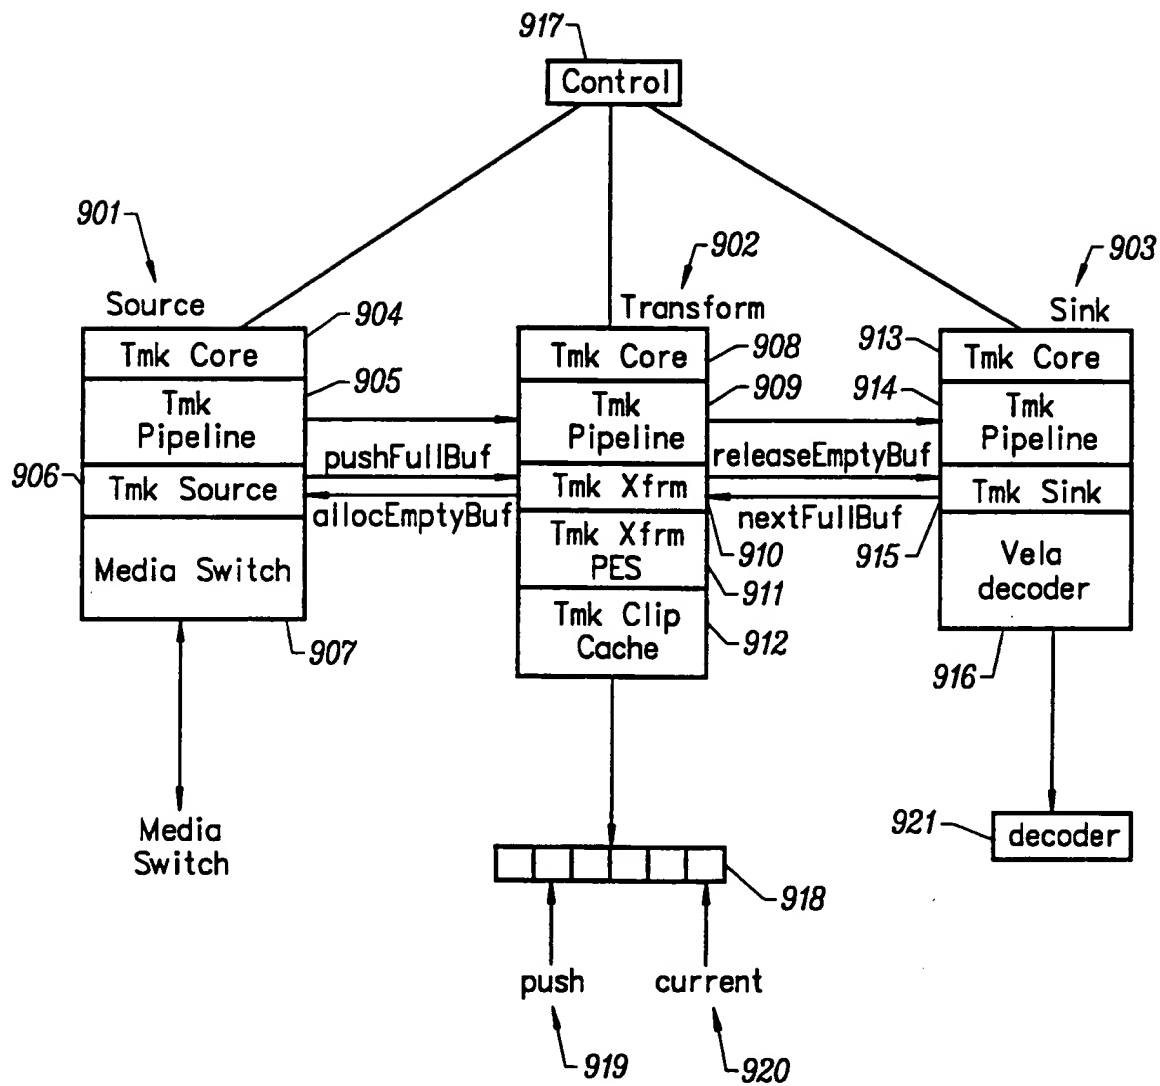 917
Control
901
902
903
Source
Transform
Sink
904
908
913
Tmk Core
Tmk Core
Tmk Core
905
909
914
Tmk
Pipeline
Tmk
Pipeline
Tmk
Pipeline
906
pushFullBuf
releaseEmptyBuf
Tmk Source
Tmk Xfrm
Tmk Sink
allocEmptyBuf
nextFullBuf
910
915
Media Switch
Tmk Xfrm
PES
Vela
decoder
911
Tmk Clip
Cache
912
907
916
Media
Switch
921
decoder
918
push
current
919
920